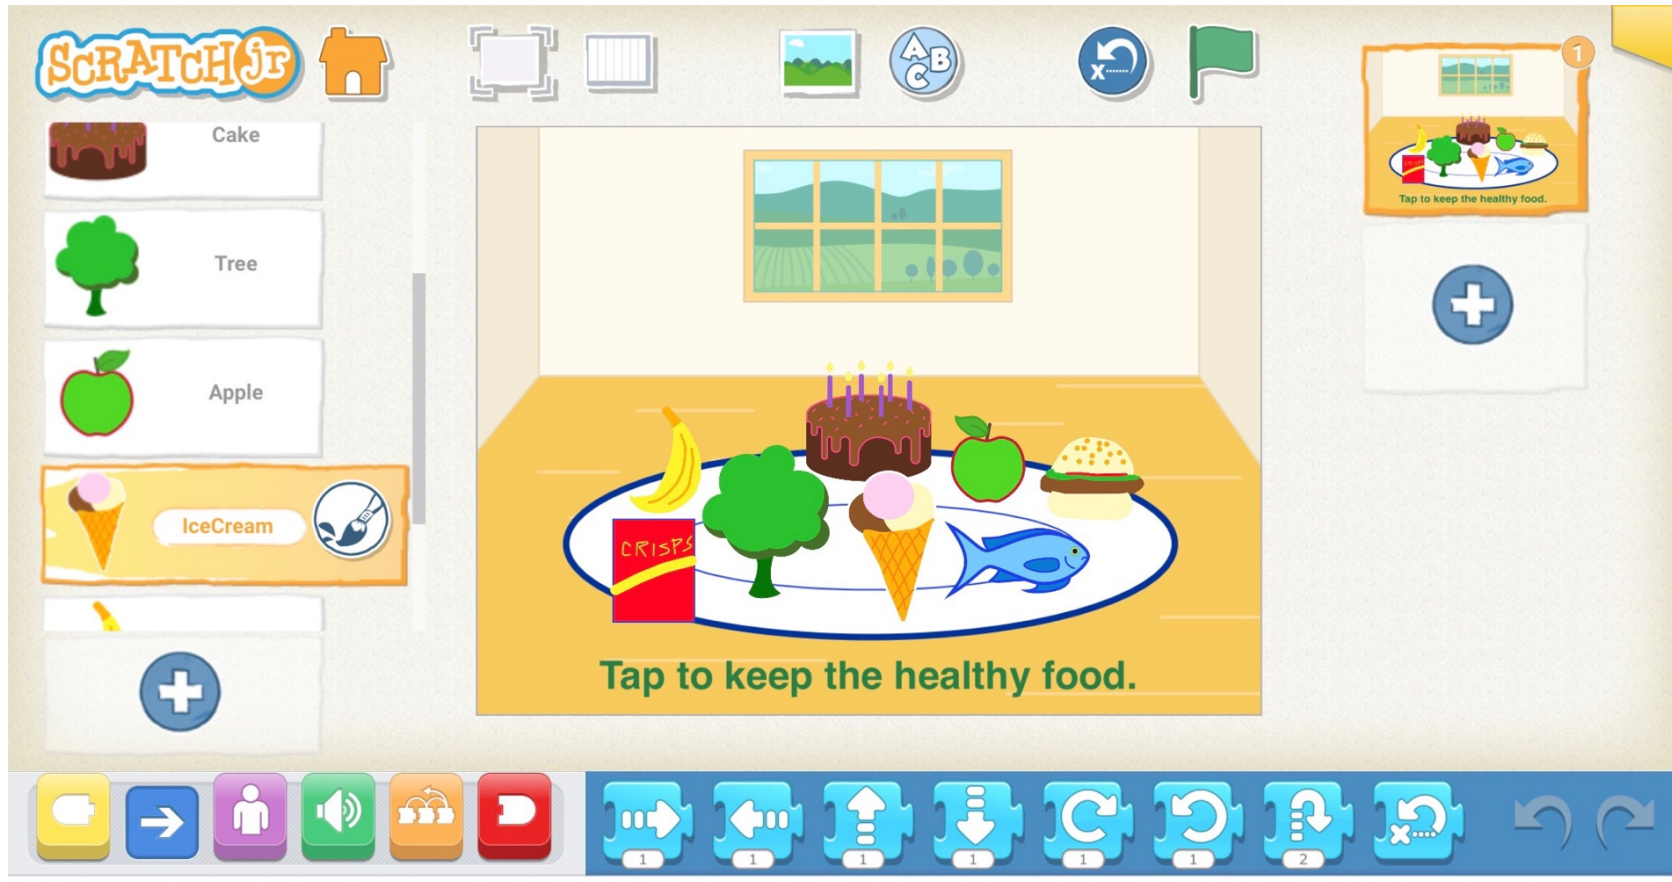 SCRATCHJr
A B C
X
1
Cake
Tree
Apple
IceCream
CRISPS
Tap to keep the healthy food.
CRISPS
Tap to keep the healthy food.
1 1 1 1 1 1 2 X